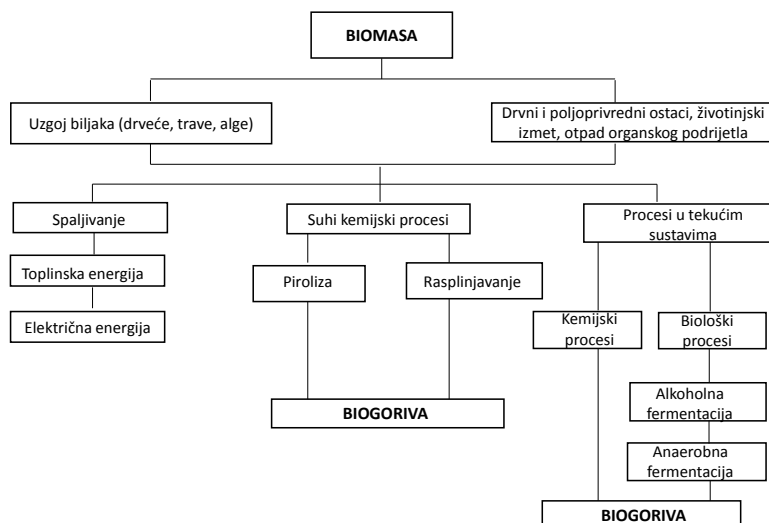 BIOMASA
Uzgoj biljaka (drveće, trave, alge)
Drvni i poljoprivredni ostaci, životinjski
izmet, otpad organskog podrijetla
Spaljivanje
Suhi kemijski procesi
Procesi u tekućim
sustavima
Toplinska energija
Piroliza
Rasplinjavanje
Električna energija
Kemijski
procesi
Biološki
procesi
Alkoholna
fermentacija
BIOGORIVA
Anaerobna
fermentacija
BIOGORIVA